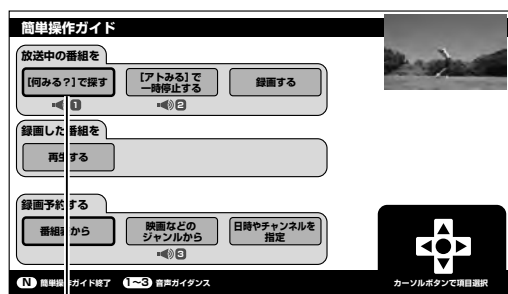 簡単操作ガイド
放送中の番組を
[何みる?]で探す
[アトみる]で
一時停止する
録画する
1
2
録画した番組を
再生する
録画予約する
番組表から
映画などの
ジャンルから
日時やチャンネルを
指定
3
N 簡単操作ガイド終了 1~3 音声ガイダンス
カーソルボタンで項目選択